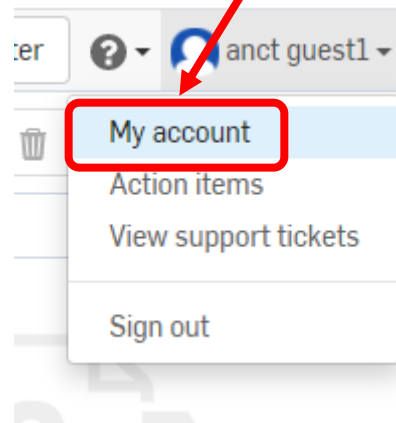 ter ? anct guest1
My account
Action items
View support tickets
Sign out